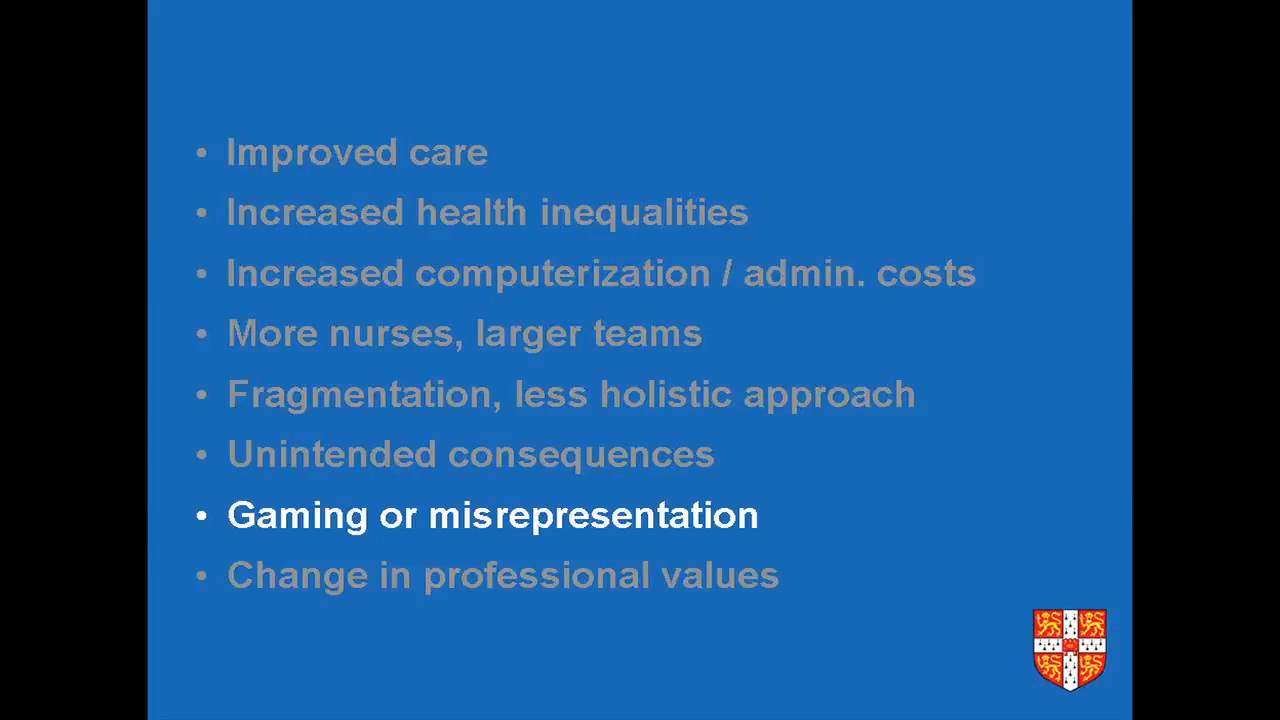 • Improved care
• Increased health inequalities
• Increased computerization / admin. costs
• More nurses, larger teams
• Fragmentation, less holistic approach
• Unintended consequences
• Gaming or misrepresentation
• Change in professional values